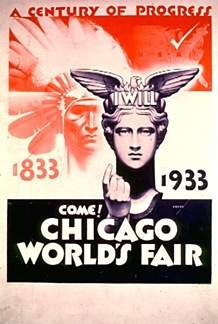 A CENTURY OF PROGRESS
I WILL
1833
1933
COME!
CHICAGO
WORLD'S FAIR